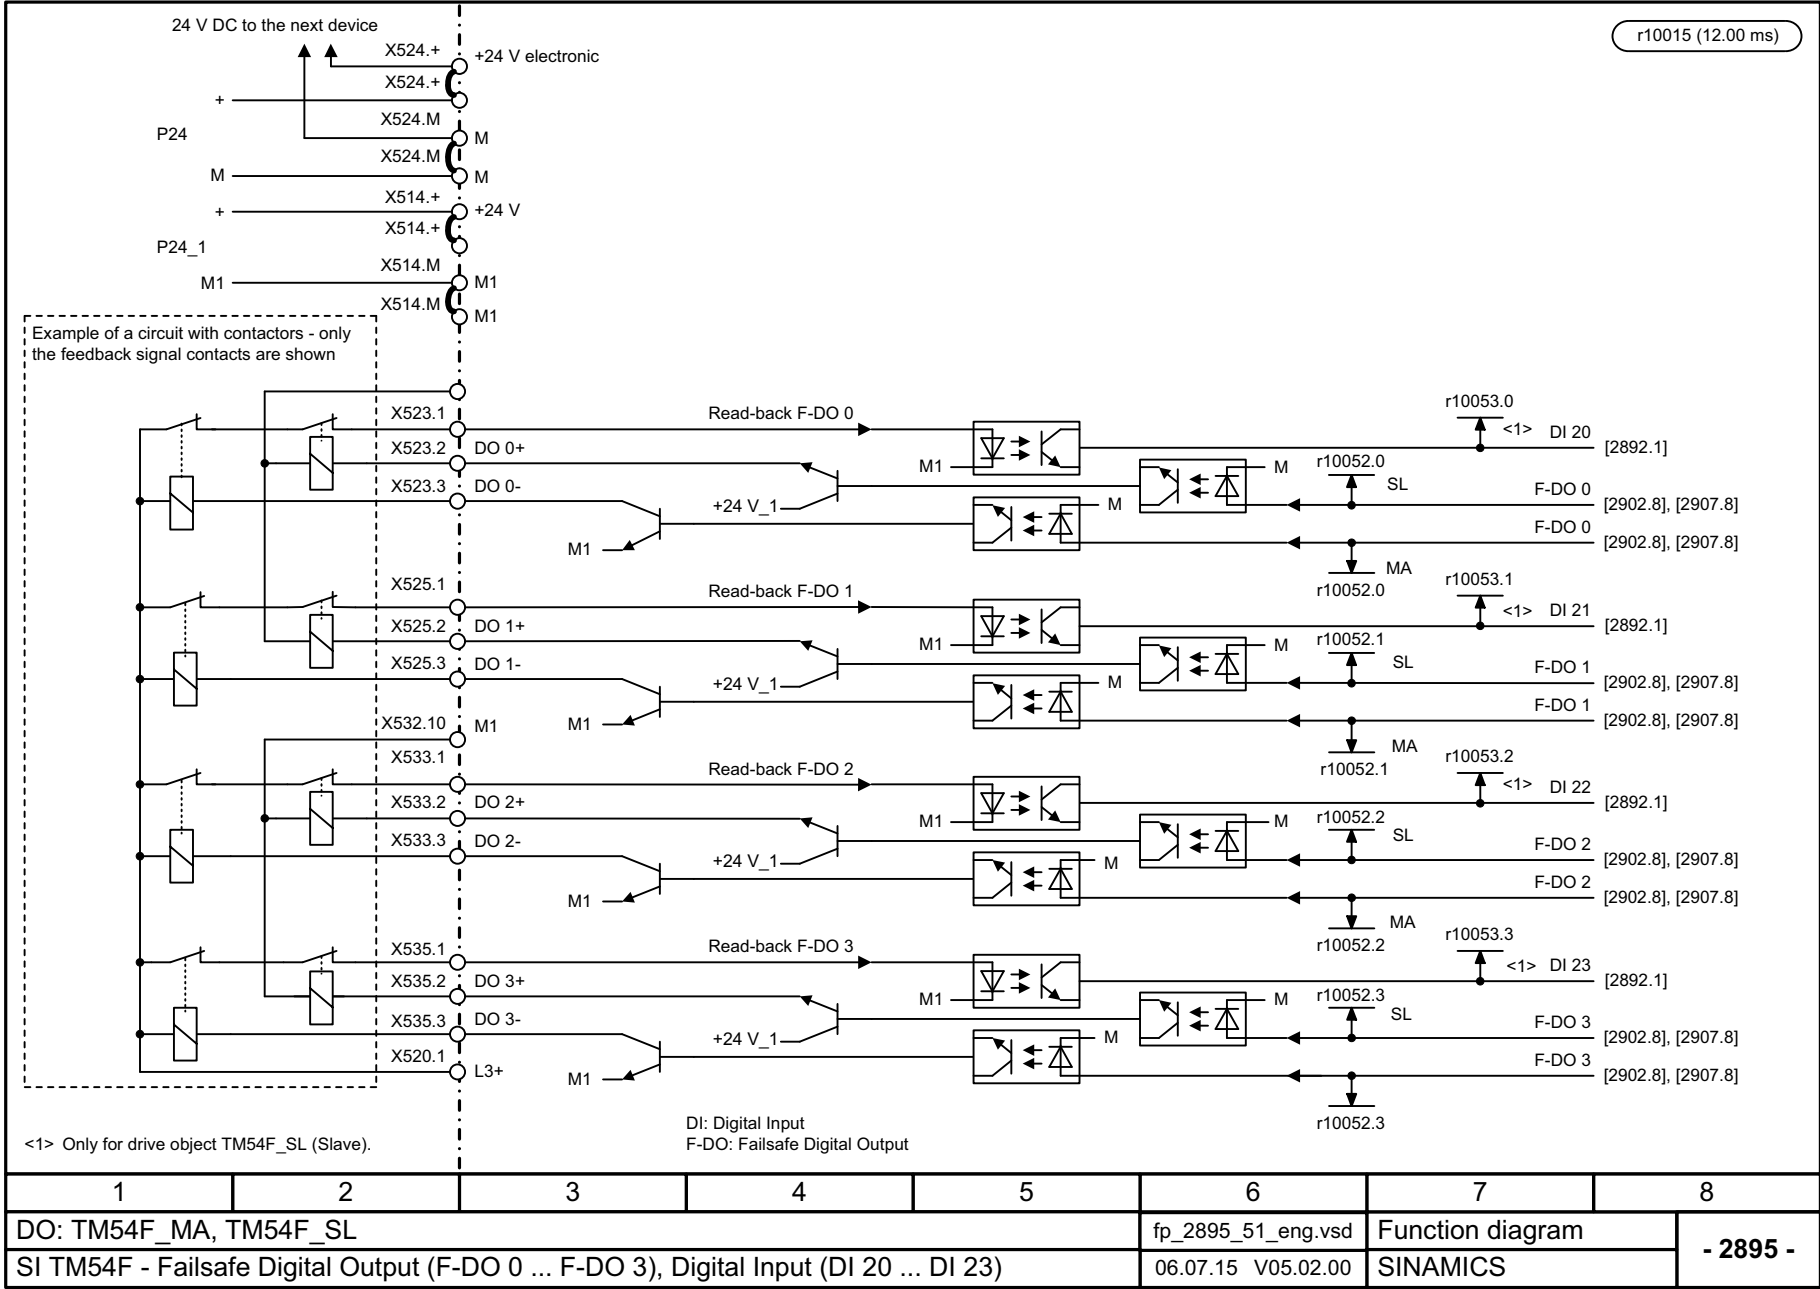 24 V DC to the next device
r10015 (12.00 ms)
X524.+
+24 V electronic
X524.+
+
X524.M
P24
M
X524.M
M
M
X514.+
+
+24 V
X514.+
P24_1
X514.M
M1
M1
X514.M
M1
Example of a circuit with contactors - only
the feedback signal contacts are shown
X523.1
Read-back F-DO 0
r10053.0
<1>
DI 20
[2892.1]
X523.2
DO 0+
M1
M
r10052.0
SL
X523.3
DO 0-
+24 V_1
M
F-DO 0
[2902.8], [2907.8]
F-DO 0
[2902.8], [2907.8]
M1
MA
r10052.0
X525.1
Read-back F-DO 1
r10053.1
<1>
DI 21
[2892.1]
X525.2
DO 1+
M1
M
r10052.1
SL
X525.3
DO 1-
+24 V_1
M
F-DO 1
[2902.8], [2907.8]
F-DO 1
[2902.8], [2907.8]
M1
MA
r10052.1
X532.10
M1
X533.1
Read-back F-DO 2
r10053.2
<1>
DI 22
[2892.1]
X533.2
DO 2+
M1
M
r10052.2
SL
X533.3
DO 2-
+24 V_1
M
F-DO 2
[2902.8], [2907.8]
F-DO 2
[2902.8], [2907.8]
M1
MA
r10052.2
X535.1
Read-back F-DO 3
r10053.3
<1>
DI 23
[2892.1]
X535.2
DO 3+
M1
M
r10052.3
SL
X535.3
DO 3-
+24 V_1
M
F-DO 3
[2902.8], [2907.8]
F-DO 3
[2902.8], [2907.8]
X520.1
L3+
M1
r10052.3
DI: Digital Input
F-DO: Failsafe Digital Output
<1> Only for drive object TM54F_SL (Slave).
1 2 3 4 5 6 7 8
DO: TM54F_MA, TM54F_SL
fp_2895_51_eng.vsd
Function diagram
- 2895 -
SI TM54F - Failsafe Digital Output (F-DO 0 ... F-DO 3), Digital Input (DI 20 ... DI 23)
06.07.15 V05.02.00
SINAMICS